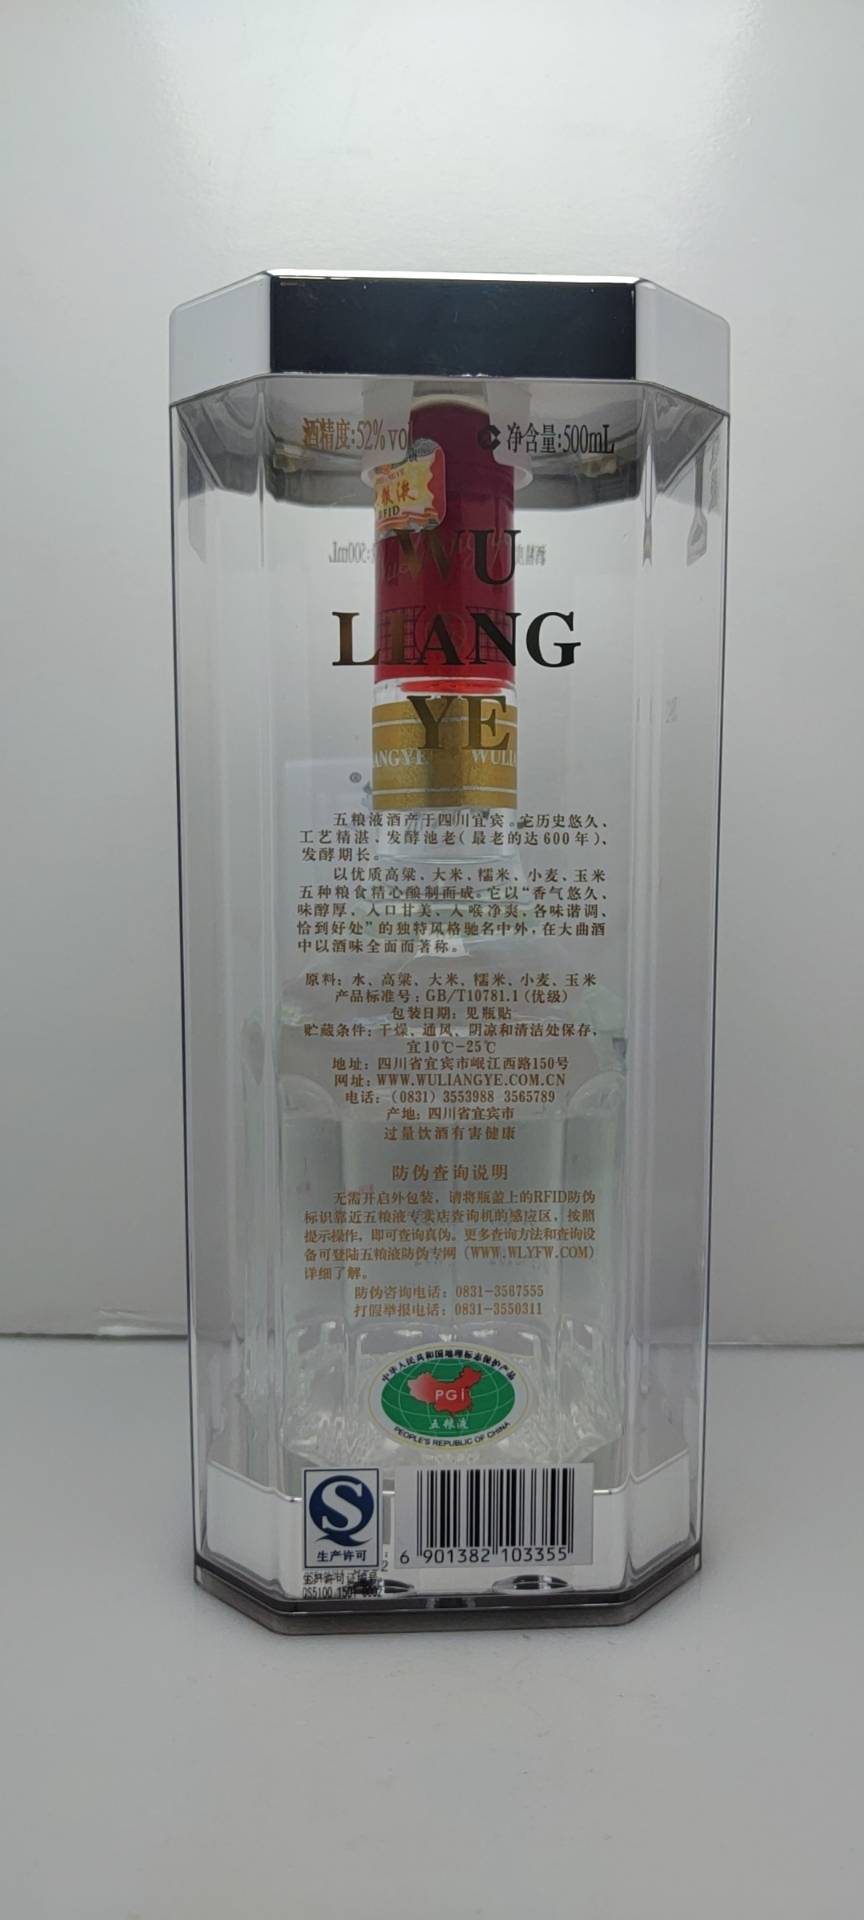 酒精度:52%vol
净含量:500mL
WU
LIANG
YE
五粮液酒产于四川宜宾。它历史悠久、
工艺精湛、发酵池老(最老的达600年)、
发酵期长。
以优质高粱、大米、糯米、小麦、玉米
五种粮食精心酿制而成。它以“香气悠久、
味醇厚、入口甘美、入喉净爽、各味谐调、
恰到好处”的独特风格驰名中外,在大曲酒
中以酒味全面而著称。
原料:水、高粱、大米、糯米、小麦、玉米
产品标准号:GB/T10781.1(优级)
包装日期:见瓶贴
贮藏条件:干燥、通风、阴凉和清洁处保存,
宜10℃-25℃
地址:四川省宜宾市岷江西路150号
网址:WWW.WULIANGYE.COM.CN
电话:(0831)3553988 3565789
产地:四川省宜宾市
过量饮酒有害健康
防伪查询说明
无需开启外包装,请将瓶盖上的RFID防伪
标识靠近五粮液专卖店查询机的感应区,按照
提示操作,即可查询真伪。更多查询方法和查询设
备可登陆五粮液防伪专网(WWW.WLYFW.COM)
详细了解。
防伪咨询电话:0831-3567555
打假举报电话:0831-3550311
中华人民共和国地理标志保护产品
PGI
五粮液
PEOPLE'S REPUBLIC OF CHINA
生产许可
6 901382 103355
QS5100 1501